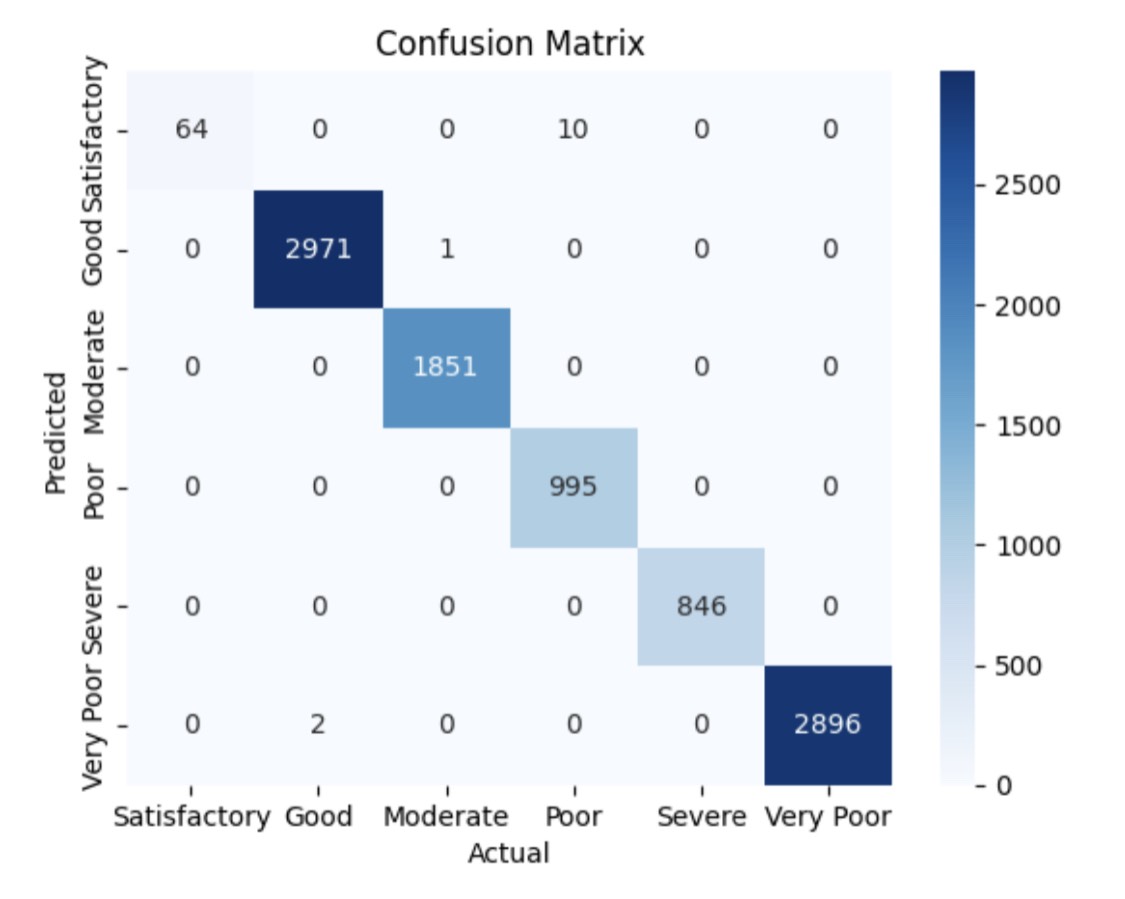 Confusion Matrix
Predicted
Satisfactory 64 0 0 10 0 0
Good 0 2971 1 0 0 0
Moderate 0 0 1851 0 0 0
Poor 0 0 0 995 0 0
Severe 0 0 0 0 846 0
Very Poor 0 2 0 0 0 2896
Satisfactory Good Moderate Poor Severe Very Poor
Actual
2500
2000
1500
1000
500
0